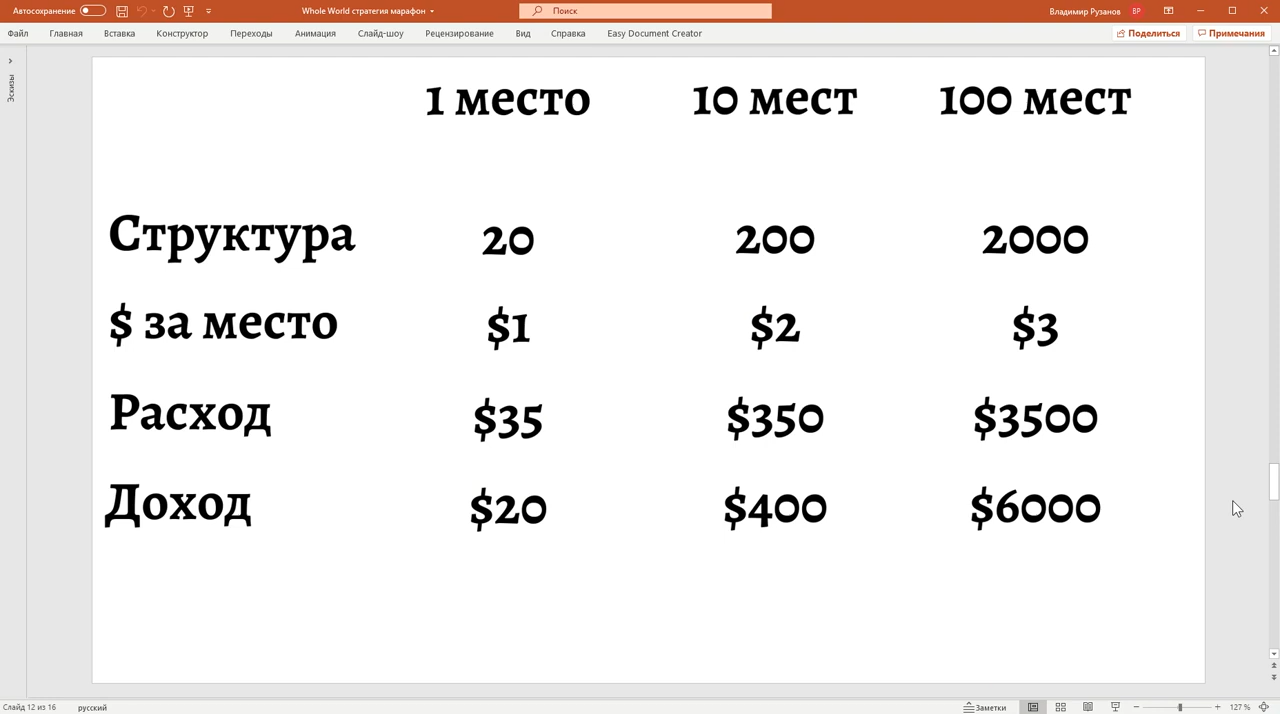 Автосохранение
Whole World стратегия марафон
Поиск
Владимир Рузанов
ВР
Файл Главная Вставка Конструктор Переходы Анимация Слайд-шоу Рецензирование Вид Справка Easy Document Creator
Поделиться
Примечания
Эскизы
1 место 10 мест 100 мест
Структура 20 200 2000
$ за место $1 $2 $3
Расход $35 $350 $3500
Доход $20 $400 $6000
Слайд 12 из 16 русский Заметки 127 %